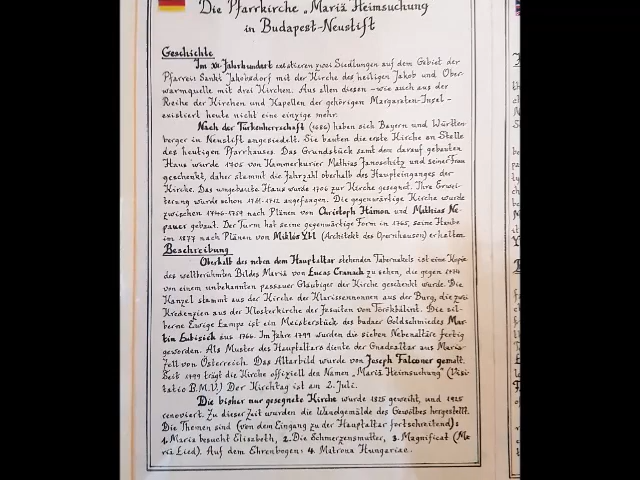 Die Pfarrkirche „Mariä Heimsuchung
in Budapest-Neustift
Geschichte
Im XII. Jahrhundert existieren zwei Siedlungen auf dem Gebiet der
Pfarrei: Sankt Jakobsdorf mit der Kirche des heiligen Jakob und Ober-
warmquelle mit drei Kirchen. Aus allen diesen – wie auch aus der
Reihe der Kirchen und Kapellen der gehörigen Margareten-Insel –
existiert heute nicht eine einzige mehr.
Nach der Türkenherrschaft (1686) haben sich Bayern und Württem-
berger in Neustift angesiedelt. Sie bauten die erste Kirche an Stelle
des heutigen Pfarrhauses. Das Grundstück samt dem darauf gebauten
Haus wurde 1705 von Kammerkurier Mathias Janoschitz und seiner Frau
geschenkt, daher stammt die Jahrzahl oberhalb des Haupteinganges der
Kirche. Das umgebaute Haus wurde 1706 zur Kirche gesegnet. Ihre Erwei-
terung wurde schon angefangen. Die gegenwärtige Kirche wurde
zwischen 1746-1757 nach Plänen von Christoph Hamon und Mathias Ne-
pauer gebaut. Der Turm hat seine gegenwärtige Form in 1765, seine Haube
im 1877 nach Plänen von Miklós Ybl (Architekt des Opernhauses) erhalten.
Beschreibung
Oberhalb des neben dem Hauptaltar stehenden Tabernakels ist eine Kopie
des weltberühmten Bildes Mariä von Lucas Cranach zu sehen, die gegen
von einem unbekannten passauer Gläubiger der Kirche geschenkt wurde. Die
Kanzel stammt aus der Kirche der Klarissennonnen aus der Burg, die zwei
Kredenzien aus der Klosterkirche der Jesuiten von Törökbálint. Die sil-
berne Ewige Lampe ist ein Meisterstück des budaer Goldschmiedes Mar-
tin Lubisich aus 1766. Im Jahre 1799 wurden die sieben Nebenaltäre fertig
geworden. Als Muster des Hauptaltars diente der Gnadealtar aus Maria-
Zell von Österreich. Das Altarbild wurde von Joseph Falconer gemalt.
Seit 1799 trägt die Kirche offiziell den Namen „Mariä Heimsuchung" (Visi-
tatio B.M.V.) Der Kirchtag ist am 2. Juli.
Die bisher nur gesegnete Kirche wurde 1825 geweiht, und 1925
renoviert. Zu dieser Zeit wurden die Wandgemälde des Gewölbes hergestellt.
Die Themen sind (von dem Eingang zu der Hauptaltar fortschreitend):
1. Maria besucht Elisabeth, 2. Die Schmerzensmutter, 3. Magnificat (Ma-
riä Lied). Auf dem Ehrenbogen: 4. Matrona Hungariae.